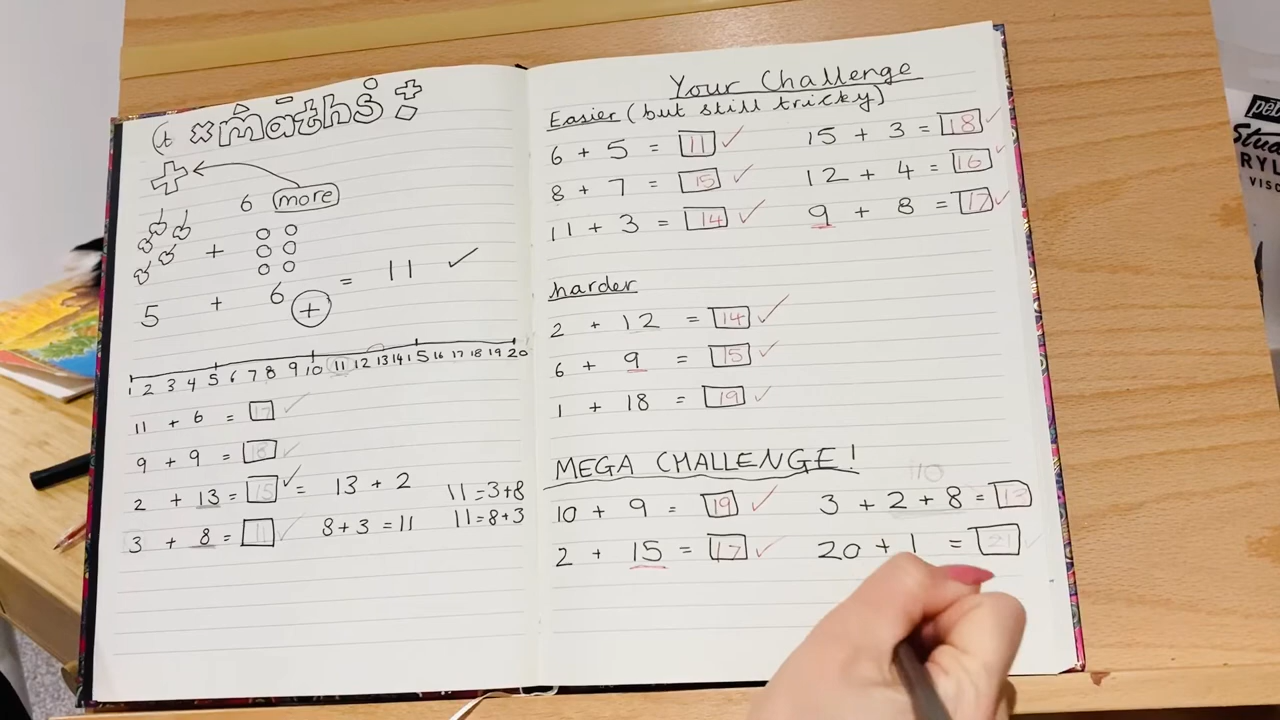 maths
6 more
+
5 + 6 + = 11 ✓
1 2 3 4 5 6 7 8 9 10 11 12 13 14 15 16 17 18 19 20
11 + 6 = 17 ✓
9 + 9 = 18 ✓
2 + 13 = 15 ✓ = 13 + 2
11 = 3+8
3 + 8 = 11 ✓ 8+3 = 11
11=8+3
Your Challenge
Easier (but still tricky)
6 + 5 = 11 ✓ 15 + 3 = 18 ✓
8 + 7 = 15 ✓ 12 + 4 = 16 ✓
11 + 3 = 14 ✓ 9 + 8 = 17 ✓
harder
2 + 12 = 14 ✓
6 + 9 = 15 ✓
1 + 18 = 19 ✓
MEGA CHALLENGE!
10
10 + 9 = 19 ✓ 3 + 2 + 8 = 13
2 + 15 = 17 ✓ 20 + 1 = 21 ✓